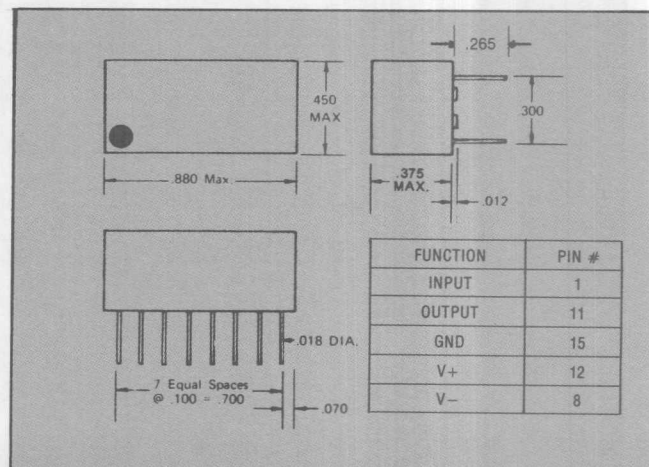 .265
450
MAX
.300
.880 Max.
.375
MAX.
.012
.018 DIA.
7 Equal Spaces
@ .100 = .700
.070
FUNCTION PIN #
INPUT 1
OUTPUT 11
GND 15
V+ 12
V− 8